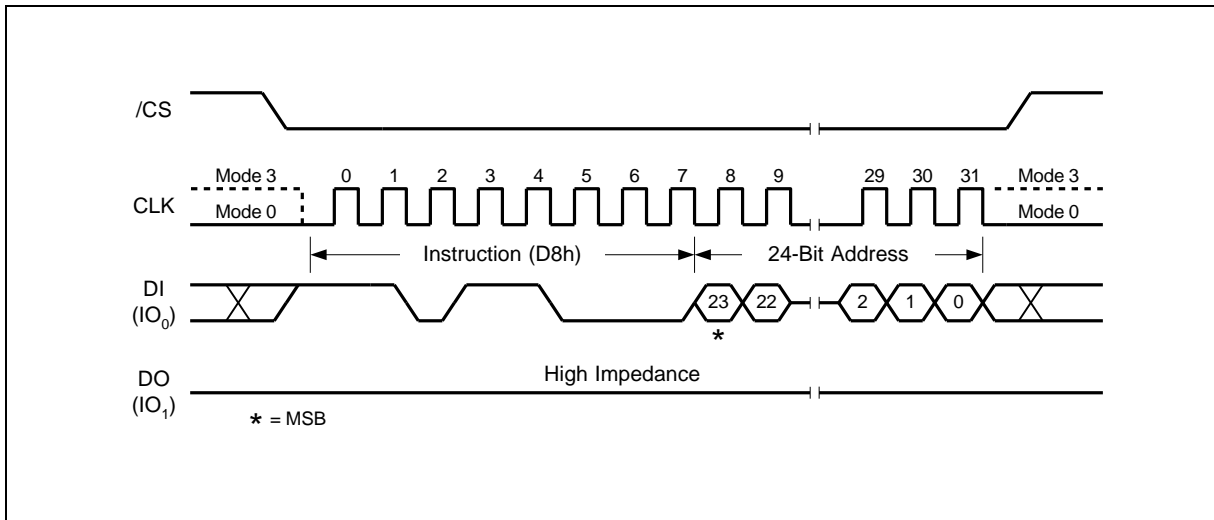 /CS
Mode 3 0 1 2 3 4 5 6 7 8 9 29 30 31 Mode 3
CLK Mode 0 Mode 0
Instruction (D8h) 24-Bit Address
DI
(IO₀) 23 22 2 1 0
*
DO High Impedance
(IO₁)
* = MSB